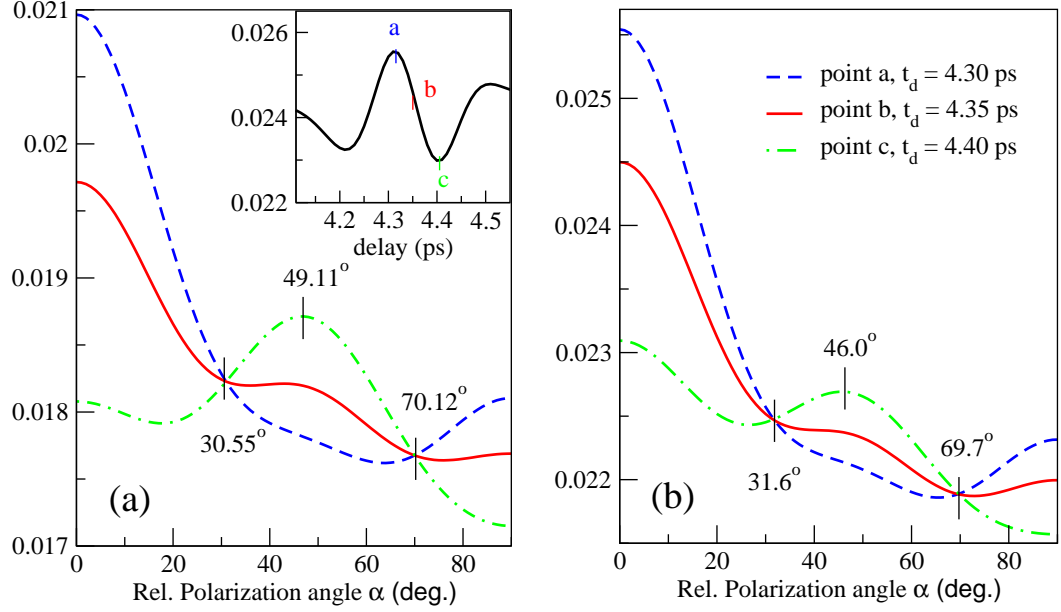 0.021
0.02
0.019
0.018
0.017
0 20 40 60 80
Rel. Polarization angle α (deg.)
(a)
30.55°
49.11°
70.12°
0.026
0.024
0.022
4.2 4.3 4.4 4.5
delay (ps)
a
b
c
0.025
0.024
0.023
0.022
0 20 40 60 80
Rel. Polarization angle α (deg.)
(b)
31.6°
46.0°
69.7°
point a, t_d = 4.30 ps
point b, t_d = 4.35 ps
point c, t_d = 4.40 ps